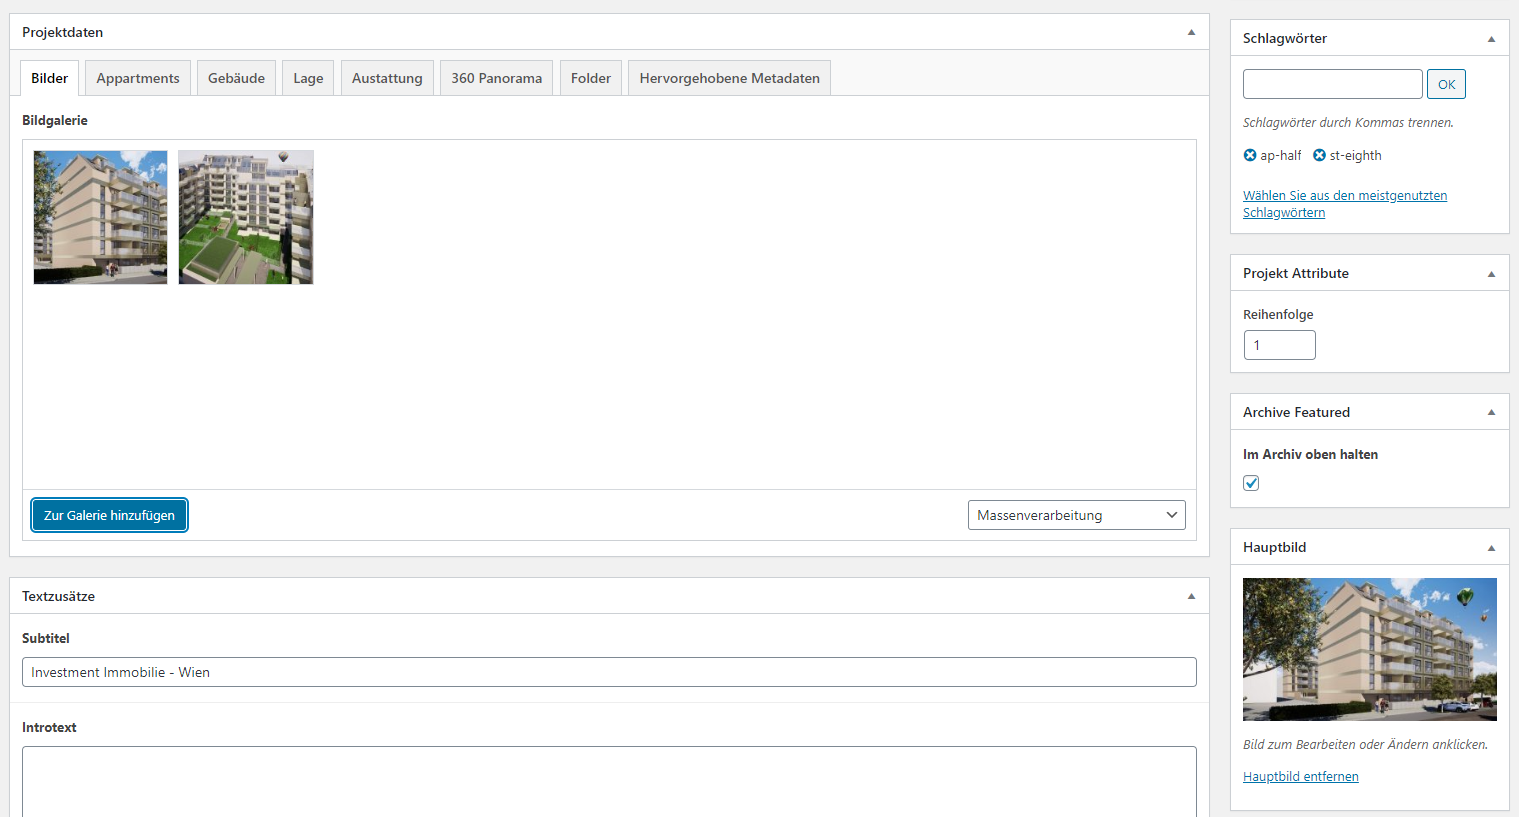 Projektdaten
Bilder
Appartments
Gebäude
Lage
Austattung
360 Panorama
Folder
Hervorgehobene Metadaten
Bildgalerie
Zur Galerie hinzufügen
Massenverarbeitung
Textzusätze
Subtitel
Investment Immobilie - Wien
Introtext
Schlagwörter
OK
Schlagwörter durch Kommas trennen.
ap-half
st-eighth
Wählen Sie aus den meistgenutzten
Schlagwörtern
Projekt Attribute
Reihenfolge
1
Archive Featured
Im Archiv oben halten
Hauptbild
Bild zum Bearbeiten oder Ändern anklicken.
Hauptbild entfernen